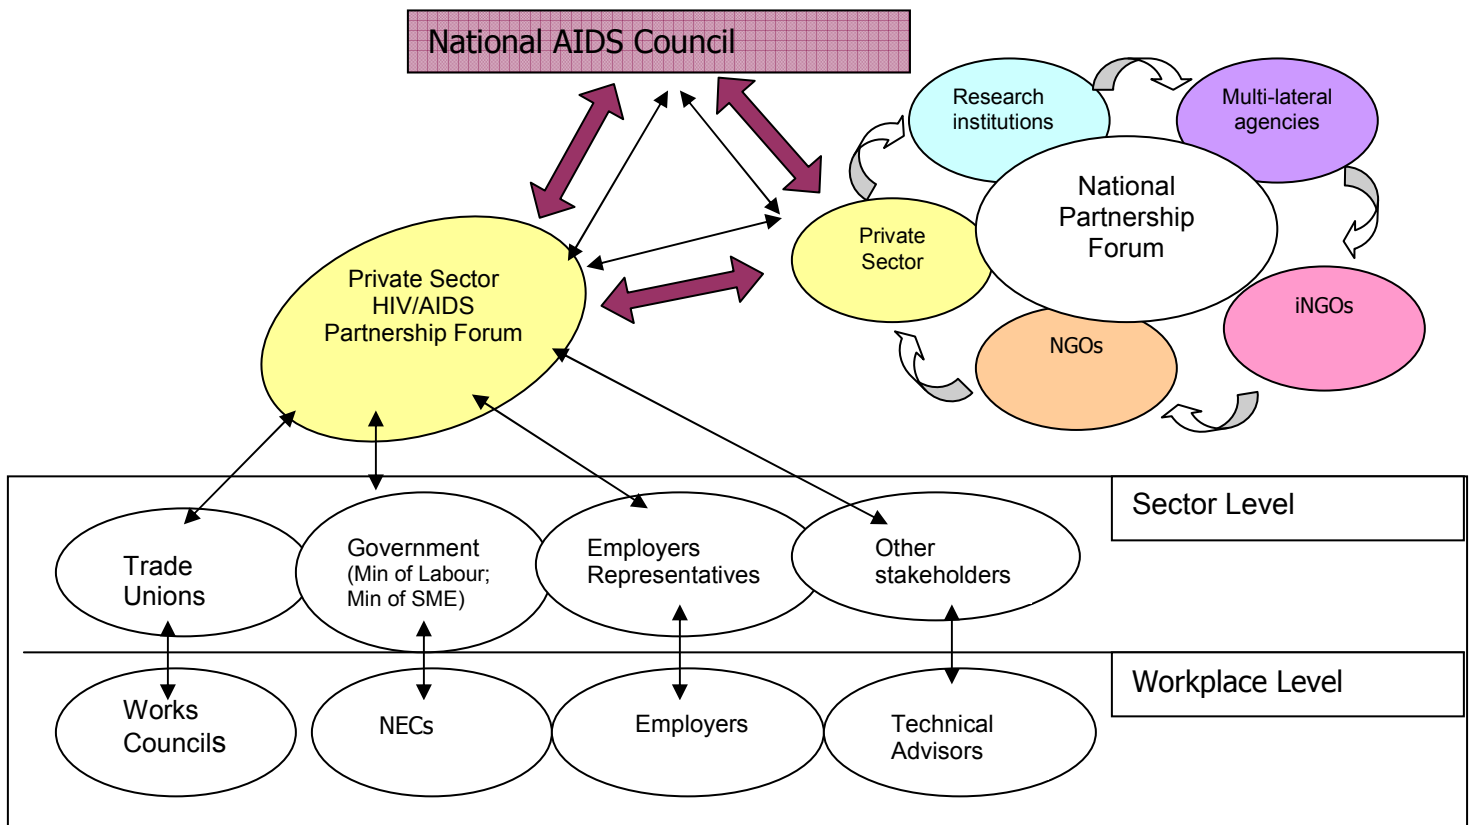 National AIDS Council
Research
institutions
Multi-lateral
agencies
National
Partnership
Forum
Private
Sector
iNGOs
NGOs
Private Sector
HIV/AIDS
Partnership Forum
Sector Level
Trade
Unions
Government
(Min of Labour;
Min of SME)
Employers
Representatives
Other
stakeholders
Workplace Level
Works
Councils
NECs
Employers
Technical
Advisors